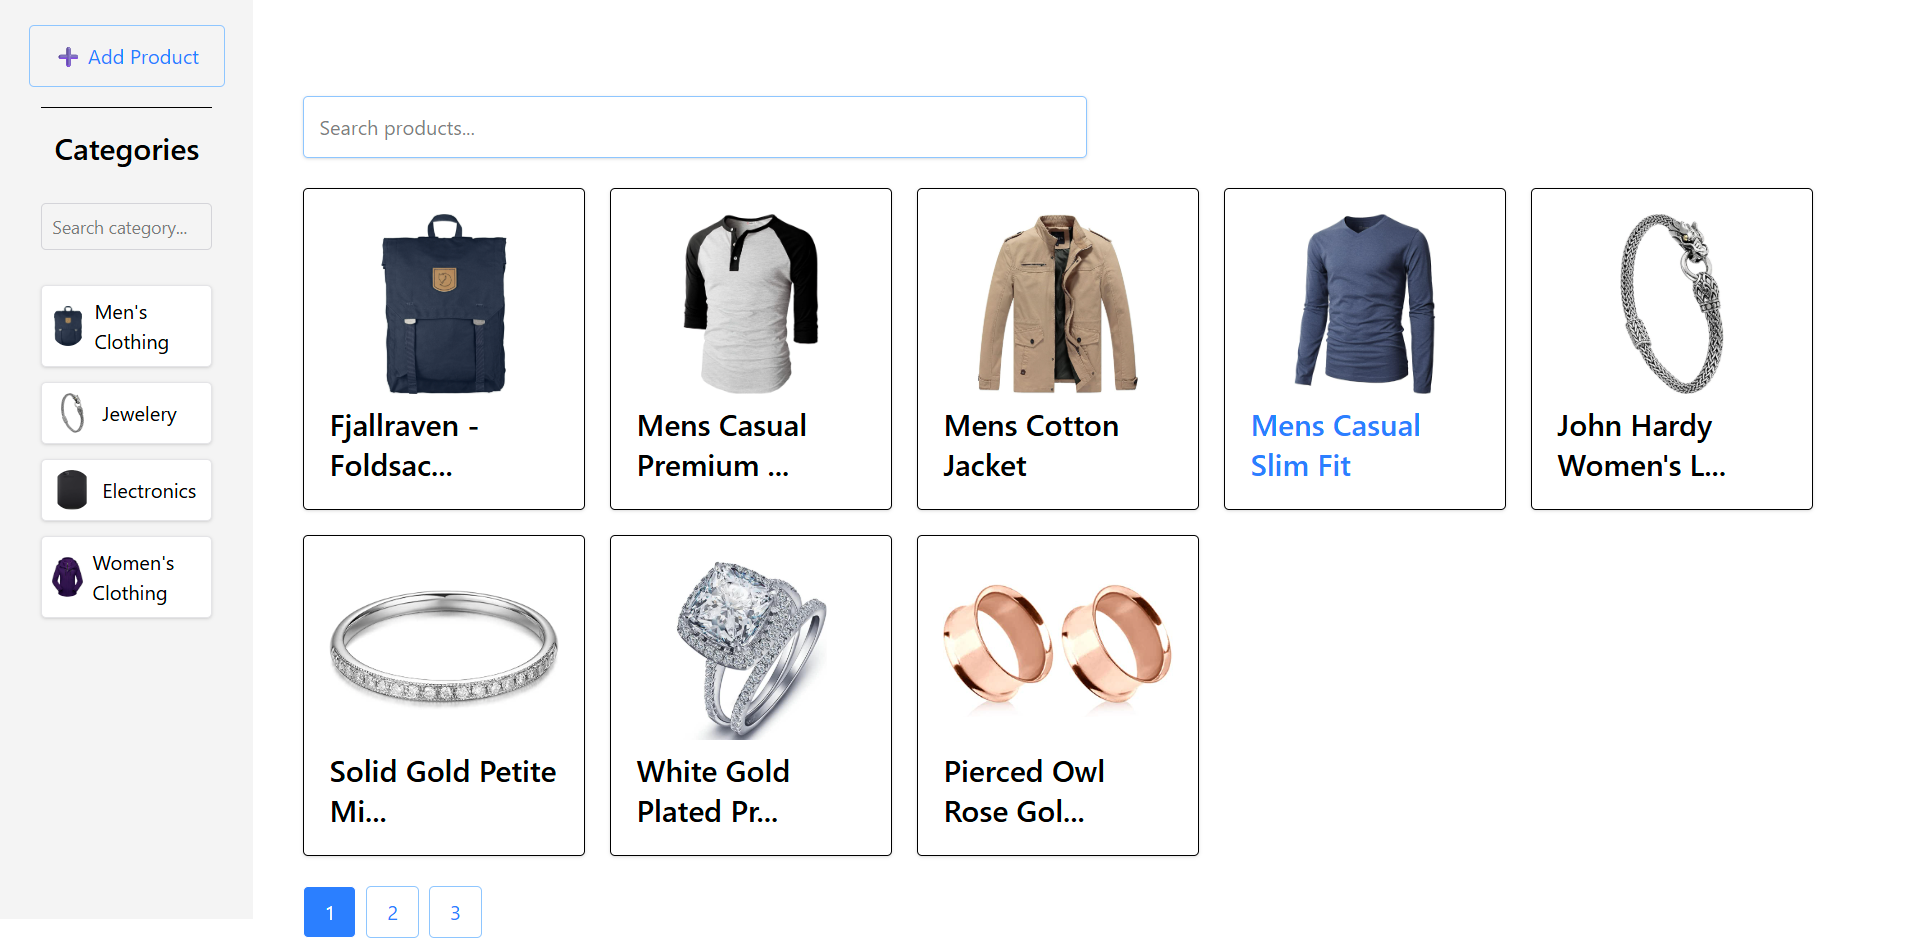 Add Product
Categories
Search category...
Men's
Clothing
Jewelery
Electronics
Women's
Clothing
Search products...
Fjallraven -
Foldsac...
Mens Casual
Premium ...
Mens Cotton
Jacket
Mens Casual
Slim Fit
John Hardy
Women's L...
Solid Gold Petite
Mi...
White Gold
Plated Pr...
Pierced Owl
Rose Gol...
1
2
3